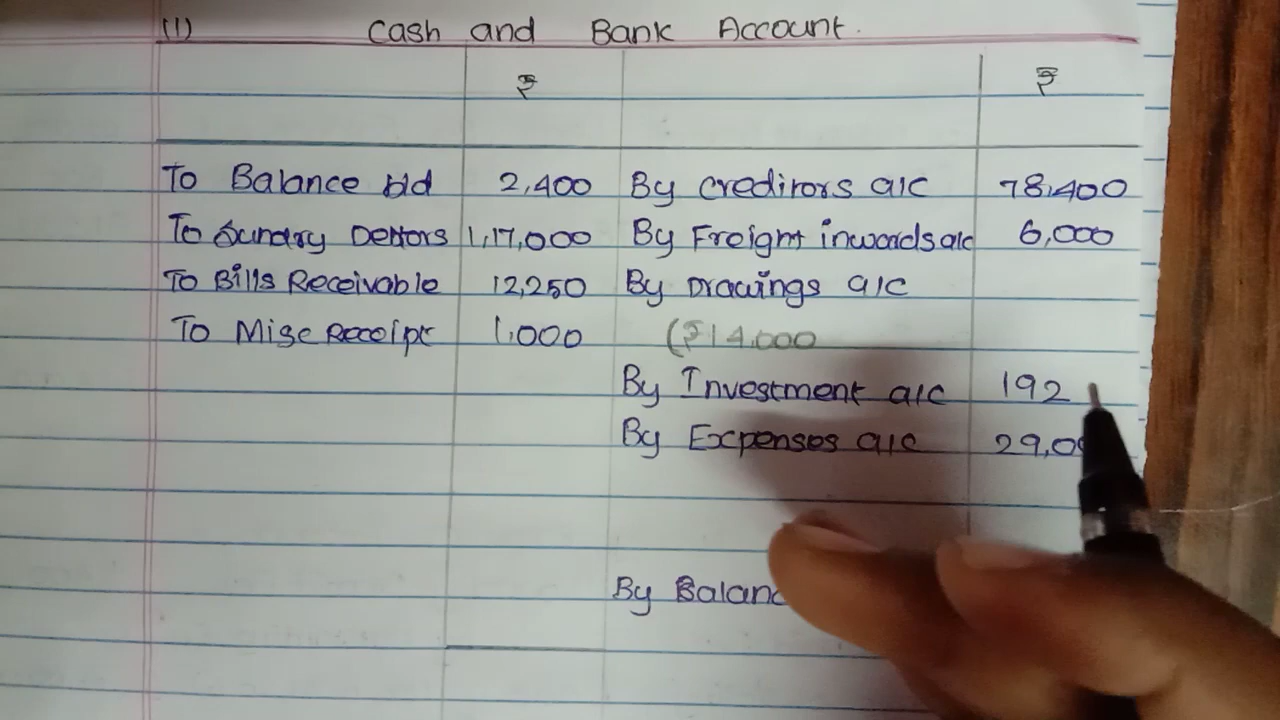 (1) Cash and Bank Account.
₹ ₹
To Balance b/d 2,400 By creditors a/c 78,400
To Sundry Debtors 1,17,000 By Freight inwards a/c 6,000
To Bills Receivable 12,250 By Drawings a/c
To Misc Receipt 1,000 (₹14,000
By Investment a/c 192
By Expenses a/c 29,0
By Balanc